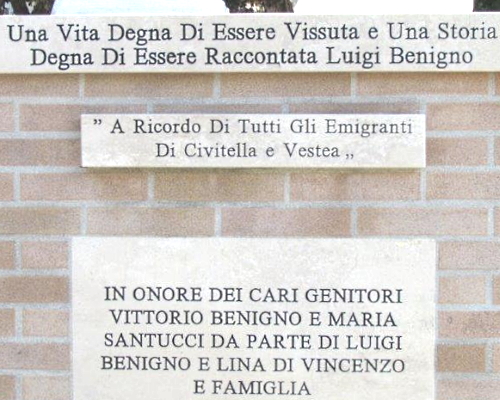 Una Vita Degna Di Essere Vissuta e Una Storia
Degna Di Essere Raccontata Luigi Benigno
” A Ricordo Di Tutti Gli Emigranti
Di Civitella e Vestea „
IN ONORE DEI CARI GENITORI
VITTORIO BENIGNO E MARIA
SANTUCCI DA PARTE DI LUIGI
BENIGNO E LINA DI VINCENZO
E FAMIGLIA